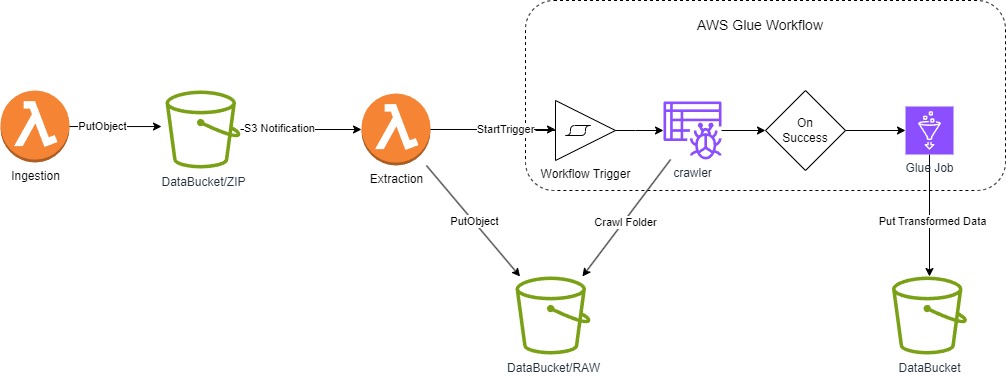 AWS Glue Workflow
PutObject
S3 Notification
StartTrigger
On
Success
Ingestion
DataBucket/ZIP
Extraction
Workflow Trigger
crawler
Glue Job
PutObject
Crawl Folder
Put Transformed Data
DataBucket/RAW
DataBucket